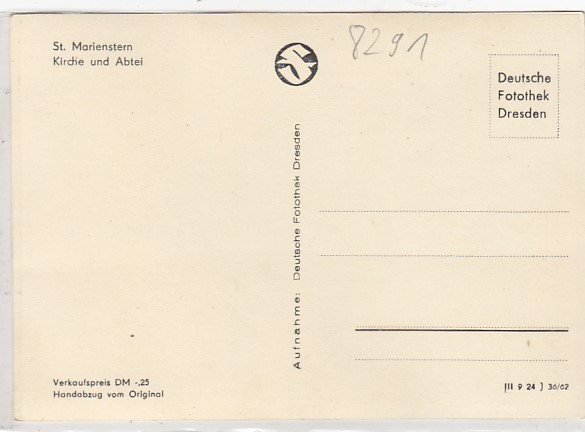 St. Marienstern
Kirche und Abtei
8291
Deutsche
Fotothek
Dresden
Aufnahme: Deutsche Fotothek Dresden
Verkaufspreis DM -,25
Handabzug vom Original
III 9 24 J 36/62